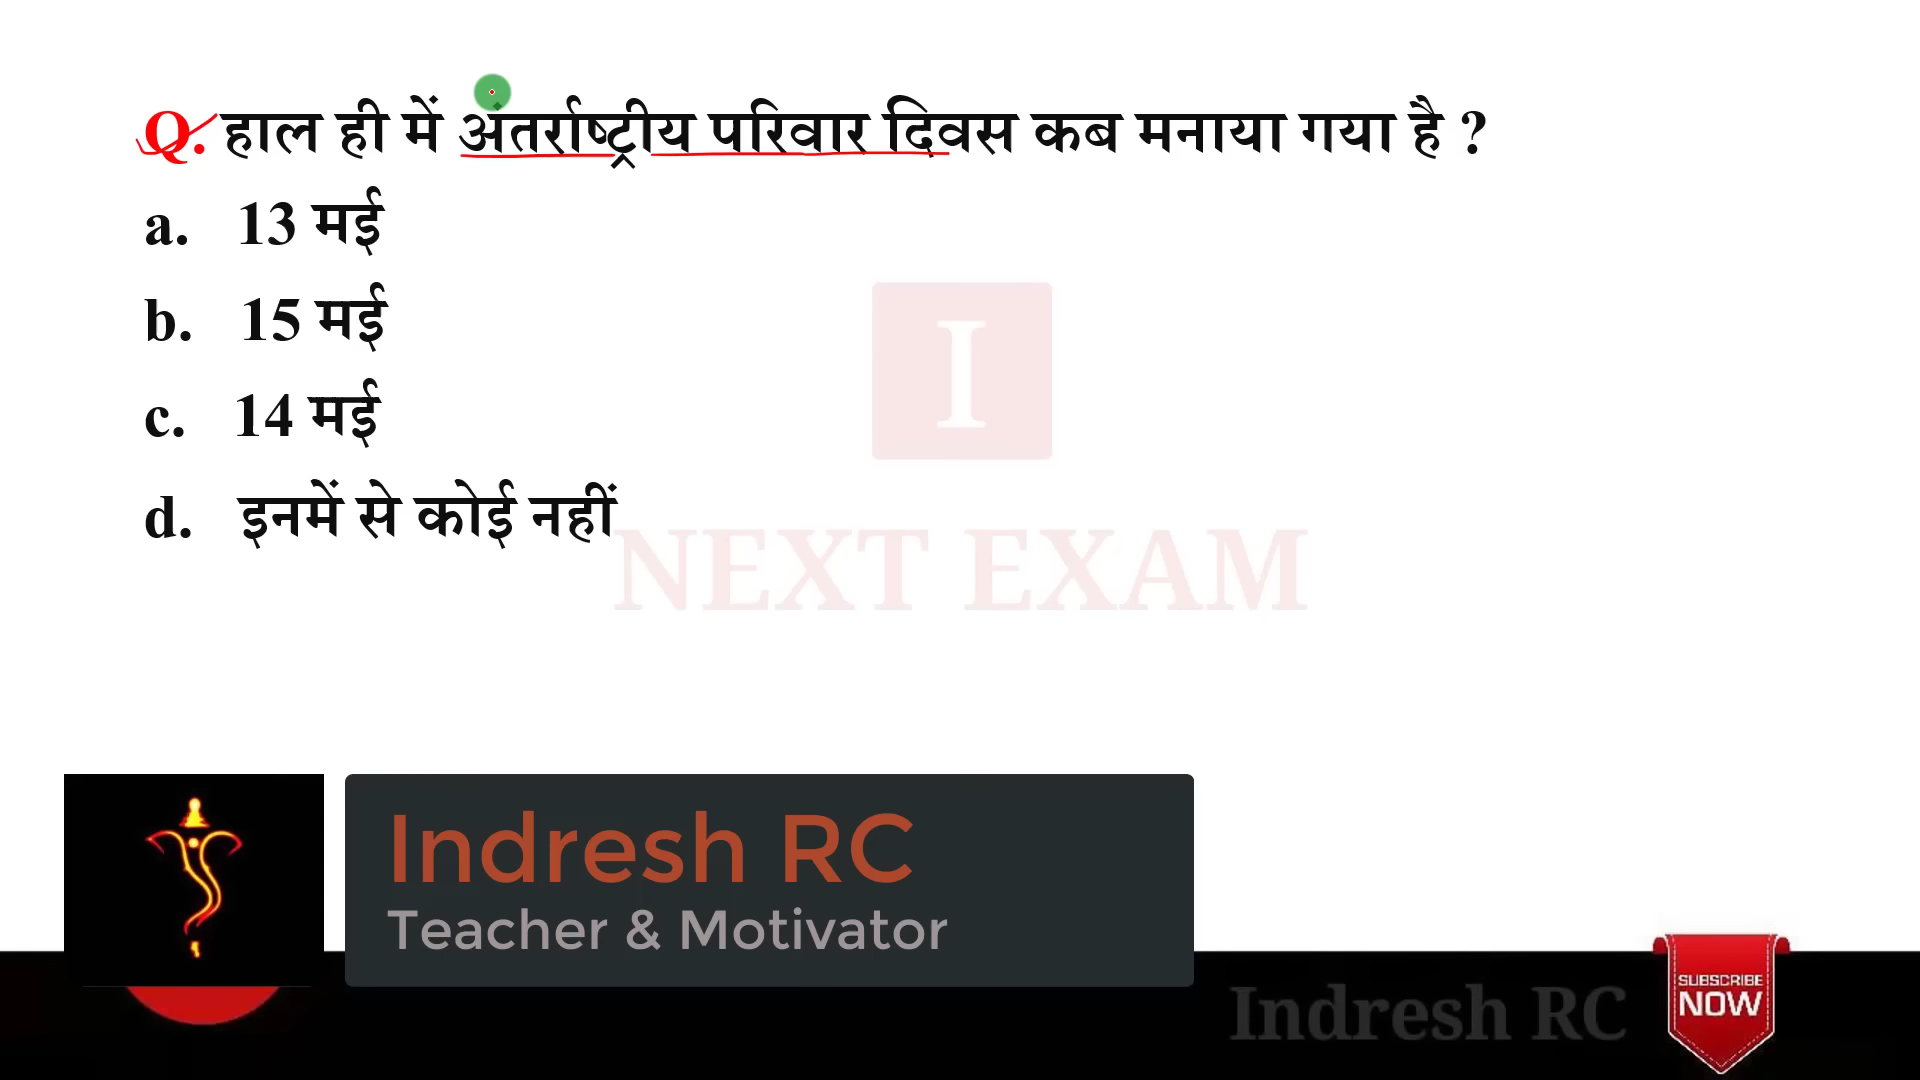 Q. हाल ही में अंतर्राष्ट्रीय परिवार दिवस कब मनाया गया है ?
a. 13 मई
b. 15 मई
c. 14 मई
d. इनमें से कोई नहीं
I
NEXT EXAM
Indresh RC
Teacher & Motivator
Indresh RC
SUBSCRIBE
NOW